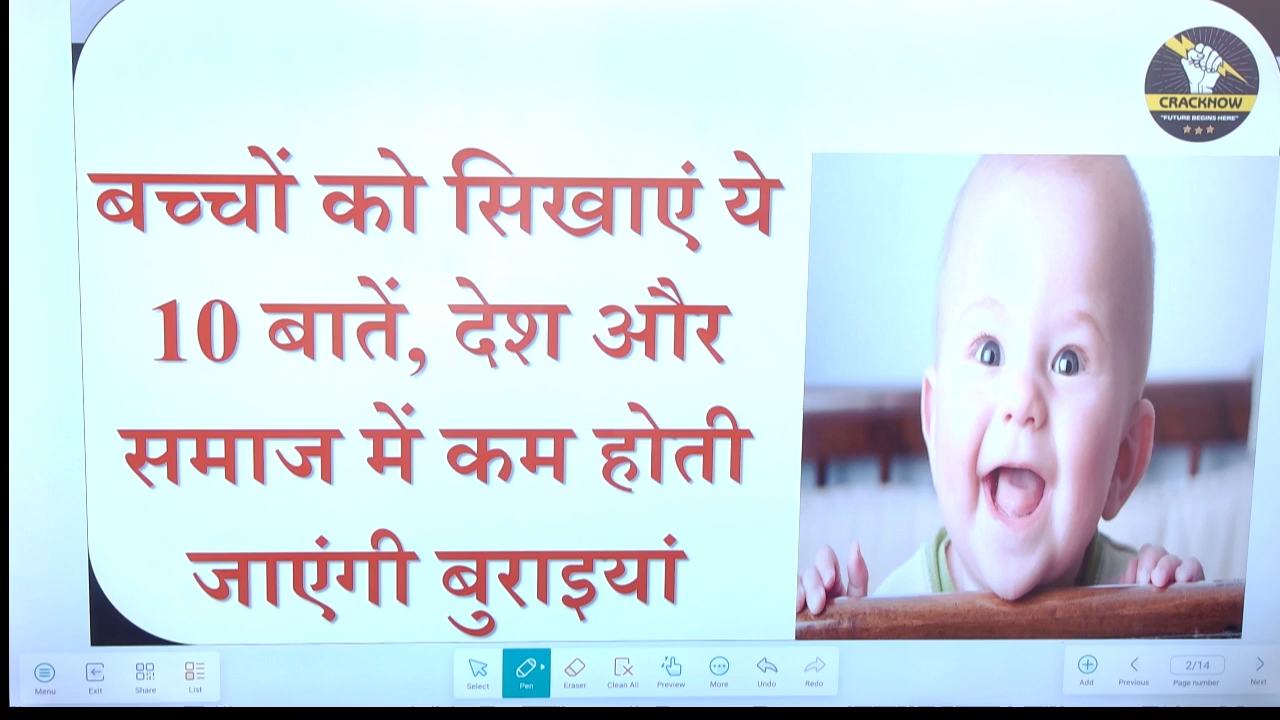 CRACKNOW
"FUTURE BEGINS HERE"
बच्चों को सिखाएं ये
10 बातें, देश और
समाज में कम होती
जाएंगी बुराइयां
Menu
Exit
Share
List
Select
Pen
Eraser
Clean All
Preview
More
Undo
Redo
Add
Previous
2/14
Page number
Next